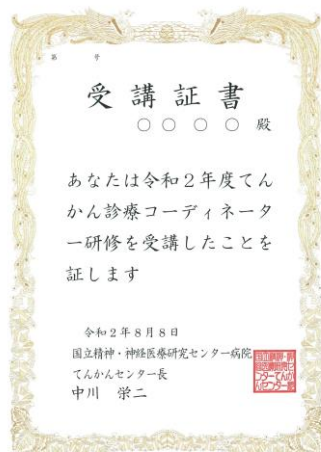 第　号
受講証書
○○○○殿
あなたは令和２年度てん
かん診療コーディネータ
ー研修を受講したことを
証します
令和２年８月８日
国立精神・神経医療研究センター病院
てんかんセンター長
中川　栄二